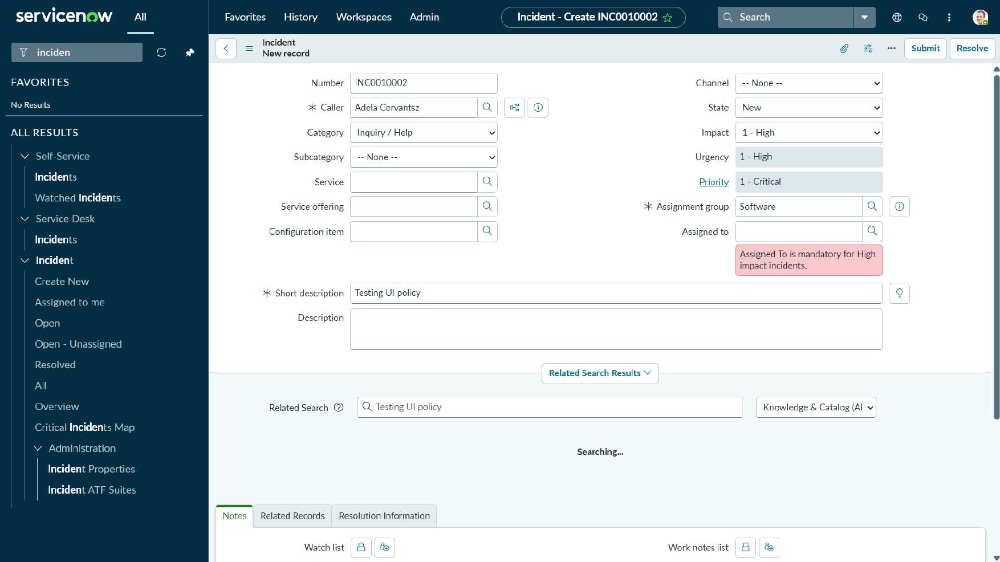 servicenow
All
Favorites
History
Workspaces
Admin
Incident - Create INC0010002
Search
inciden
Incident
New record
Submit
Resolve
FAVORITES
No Results
ALL RESULTS
Self-Service
Incidents
Watched Incidents
Service Desk
Incidents
Incident
Create New
Assigned to me
Open
Open - Unassigned
Resolved
All
Overview
Critical Incidents Map
Administration
Incident Properties
Incident ATF Suites
Number
INC0010002
Caller
Adela Cervantsz
Category
Inquiry / Help
Subcategory
-- None --
Service
Service offering
Configuration item
Channel
-- None --
State
New
Impact
1 - High
Urgency
1 - High
Priority
1 - Critical
Assignment group
Software
Assigned to
Assigned To is mandatory for High
impact incidents.
Short description
Testing UI policy
Description
Related Search Results
Related Search
Testing UI policy
Knowledge & Catalog (Al
Searching...
Notes
Related Records
Resolution Information
Watch list
Work notes list